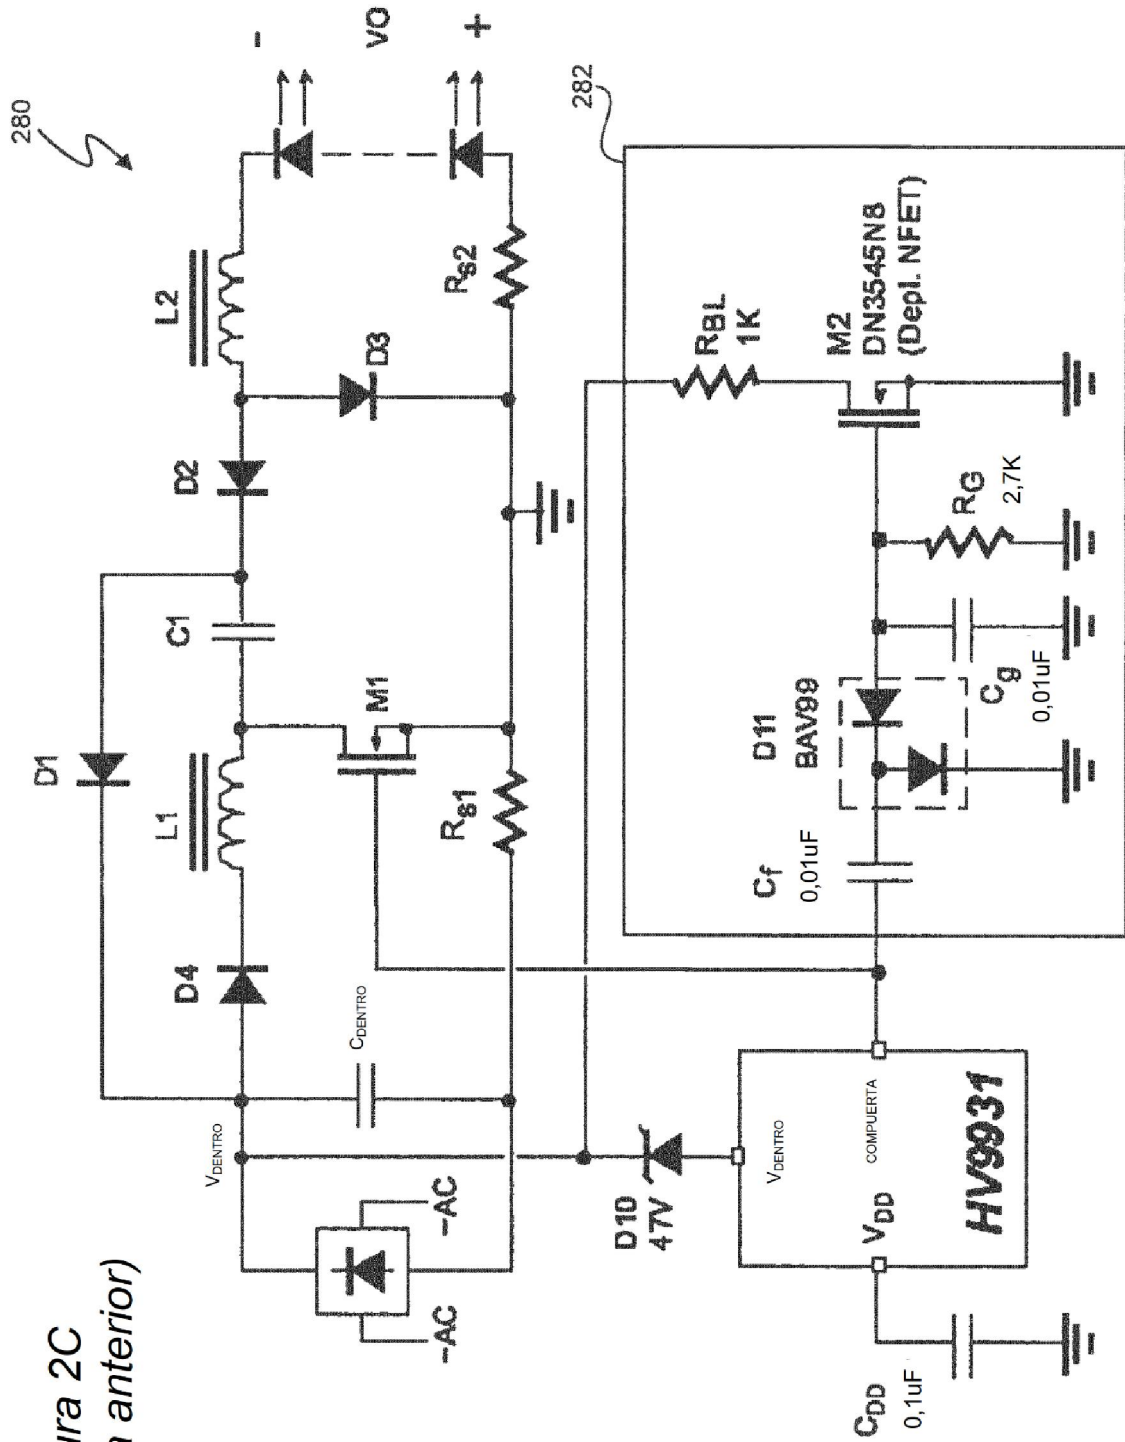 280
-
VO
+
L2
D3
RS2
D2
D1
C1
L1
M1
RS1
D4
CDENTRO
VDENTRO
~AC
~AC
282
RBL
1K
M2
DN3545N8
(Depl. NFET)
RG
2,7K
D11
BAV99
Cg
0,01uF
Cf
0,01uF
D10
47V
VDENTRO
COMPUERTA
VDD
HV9931
CDD
0,1uF
2C
anterior)